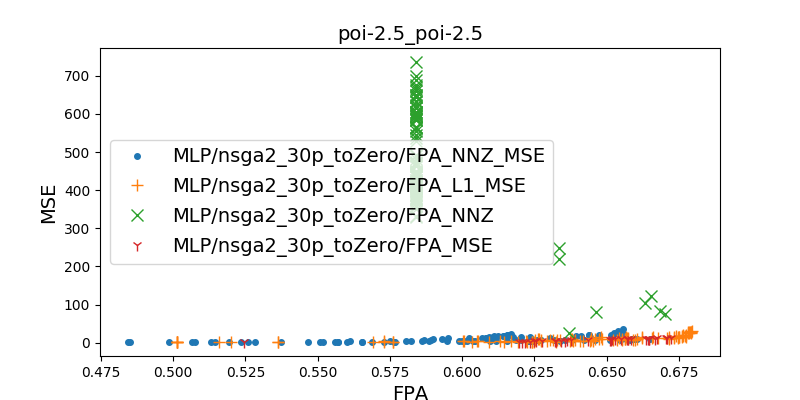 poi-2.5_poi-2.5
700
600
500
400
300
200
100
0
MSE
MLP/nsga2_30p_toZero/FPA_NNZ_MSE
MLP/nsga2_30p_toZero/FPA_L1_MSE
MLP/nsga2_30p_toZero/FPA_NNZ
MLP/nsga2_30p_toZero/FPA_MSE
0.475 0.500 0.525 0.550 0.575 0.600 0.625 0.650 0.675
FPA